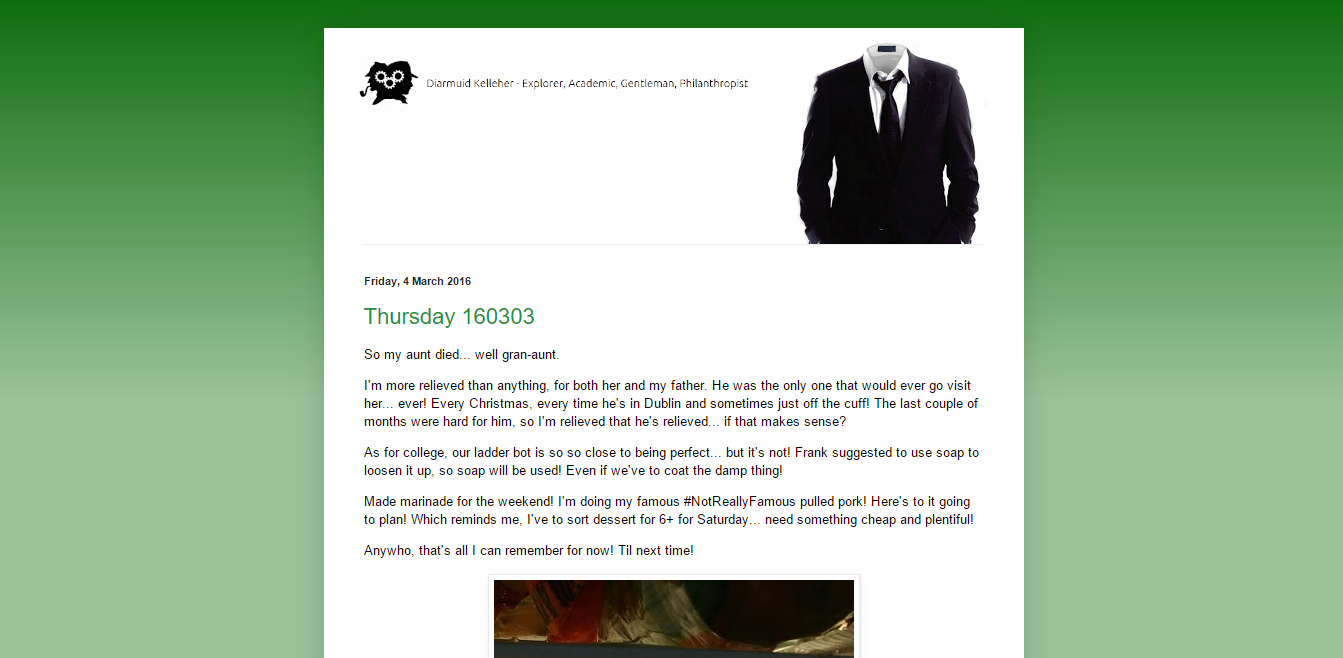 Diarmuid Kelleher - Explorer, Academic, Gentleman, Philanthropist
Friday, 4 March 2016
Thursday 160303
So my aunt died... well gran-aunt.
I'm more relieved than anything, for both her and my father. He was the only one that would ever go visit
her... ever! Every Christmas, every time he's in Dublin and sometimes just off the cuff! The last couple of
months were hard for him, so I'm relieved that he's relieved... if that makes sense?
As for college, our ladder bot is so so close to being perfect... but it's not! Frank suggested to use soap to
loosen it up, so soap will be used! Even if we've to coat the damp thing!
Made marinade for the weekend! I'm doing my famous #NotReallyFamous pulled pork! Here's to it going
to plan! Which reminds me, I've to sort dessert for 6+ for Saturday... need something cheap and plentiful!
Anywho, that's all I can remember for now! Til next time!